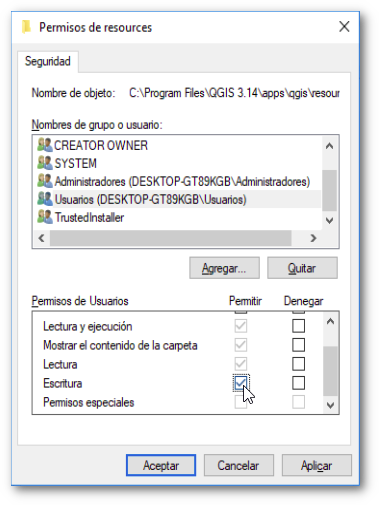 Permisos de resources
Seguridad
Nombre de objeto: C:\Program Files\QGIS 3.14\apps\qgis\resour
Nombres de grupo o usuario:
CREATOR OWNER
SYSTEM
Administradores (DESKTOP-GT89KGB\Administradores)
Usuarios (DESKTOP-GT89KGB\Usuarios)
TrustedInstaller
Agregar... Quitar
Permisos de Usuarios Permitir Denegar
Lectura y ejecución
Mostrar el contenido de la carpeta
Lectura
Escritura
Permisos especiales
Aceptar Cancelar Aplicar